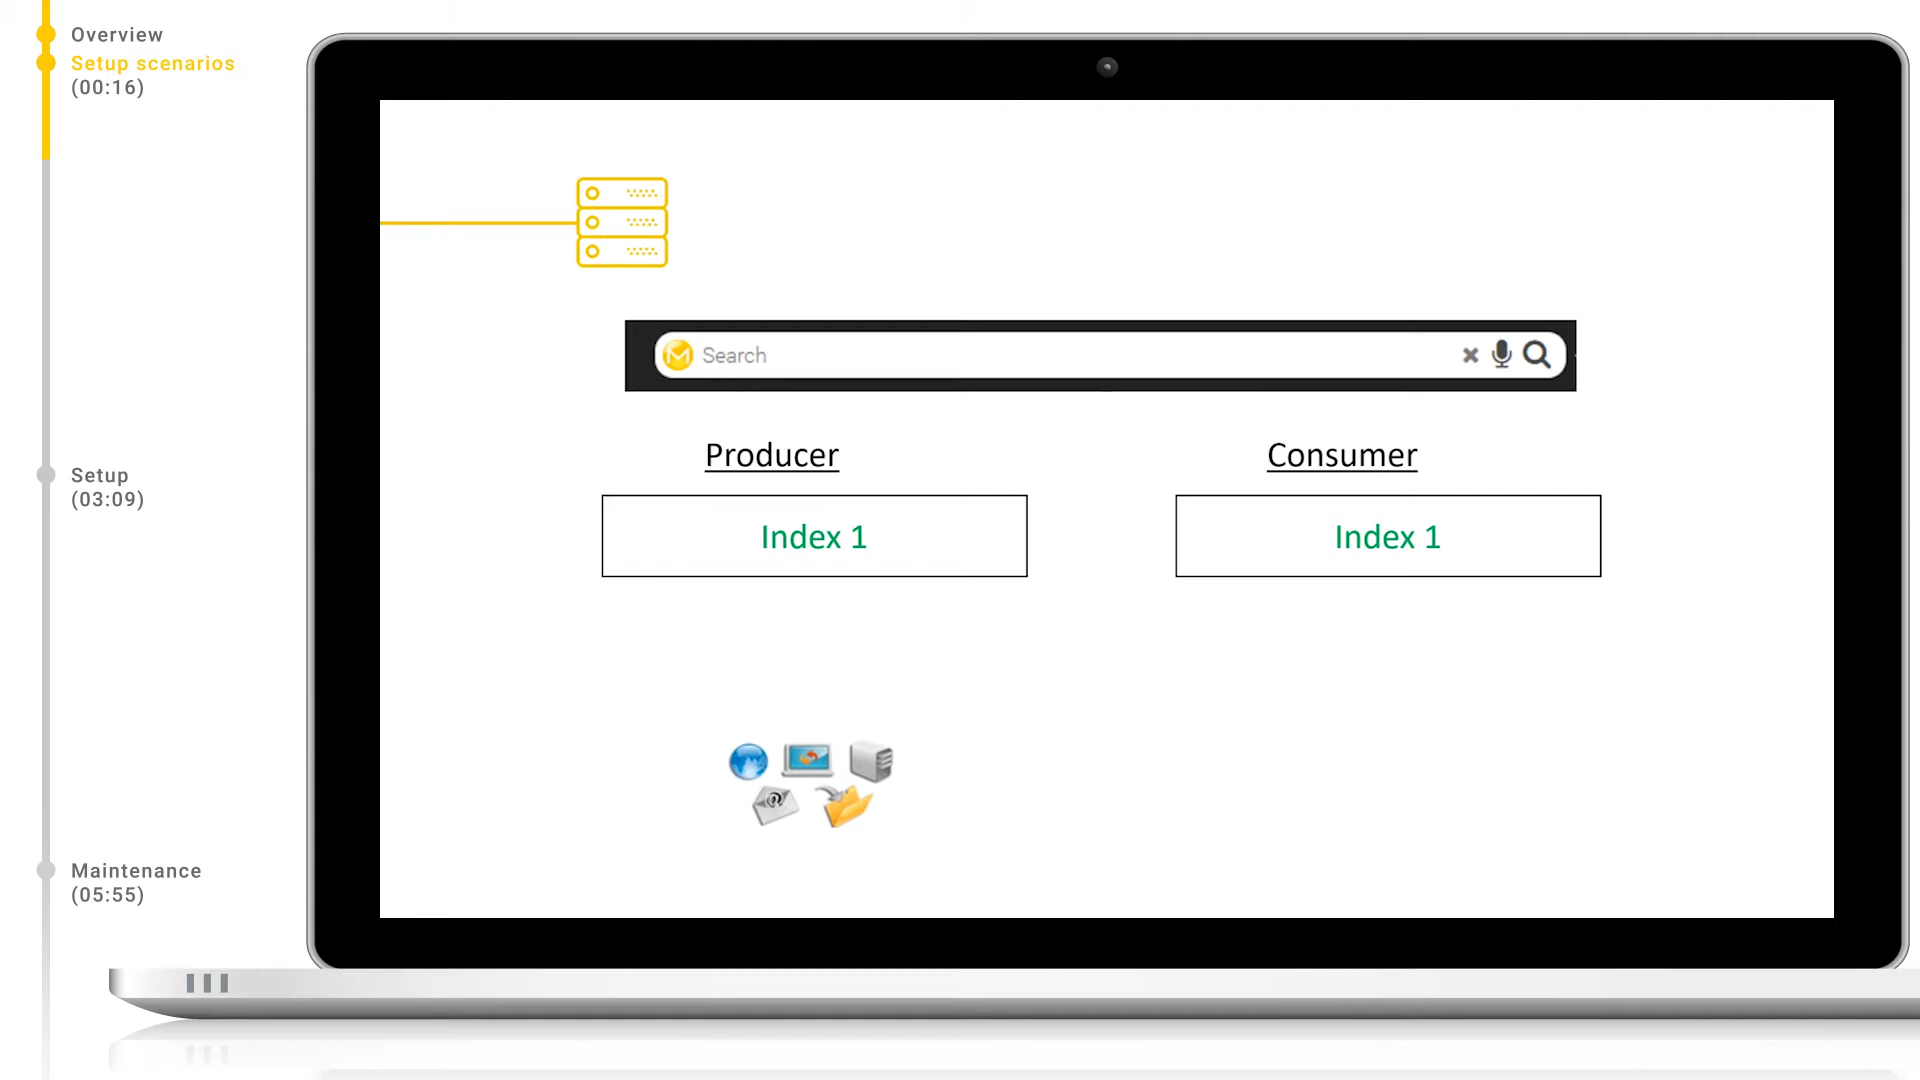 Overview
Setup scenarios
(00:16)
Search
Producer
Consumer
Index 1
Index 1
Setup
(03:09)
Maintenance
(05:55)